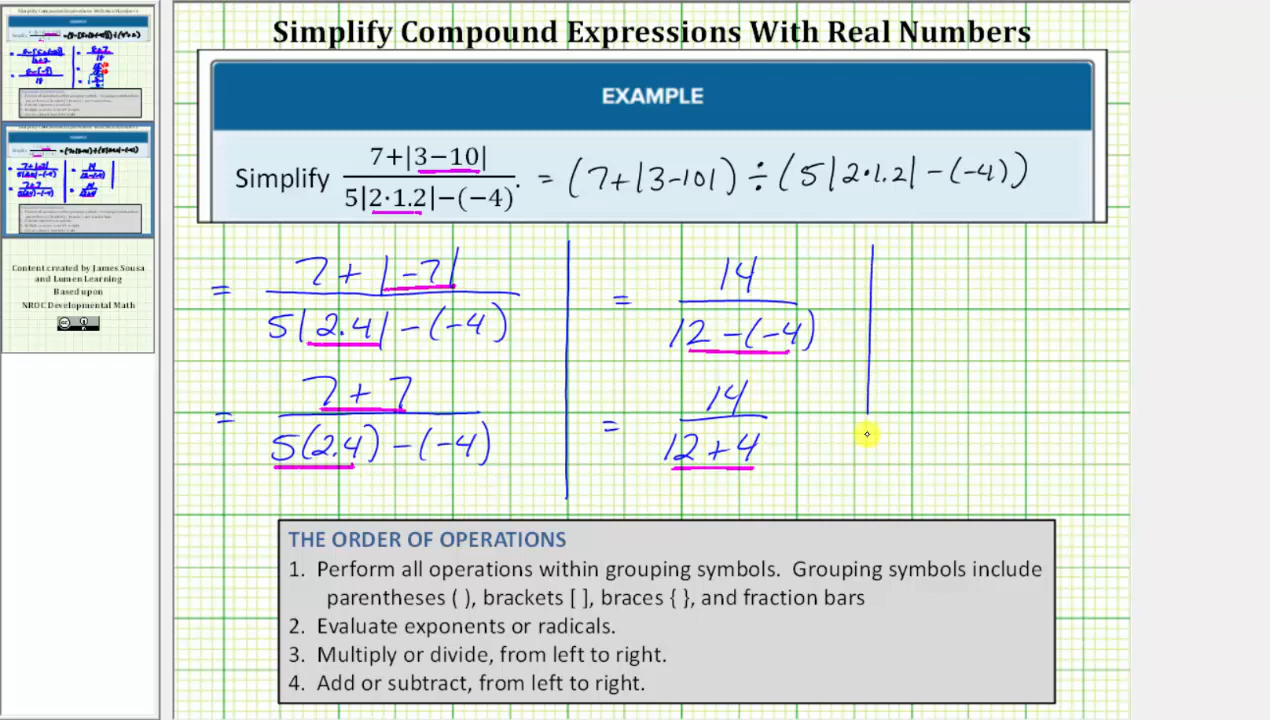 Simplify Compound Expressions With Real Numbers
EXAMPLE
Simplify (7+|3−10|)/(5|2·1.2|−(−4)). = (7+|3-10|) ÷ (5|2·1.2| - (-4))
= (7 + |-7|)/(5|2.4| - (-4))
= (7 + 7)/(5(2.4) - (-4))
= 14/(12 - (-4))
= 14/(12 + 4)
THE ORDER OF OPERATIONS
1. Perform all operations within grouping symbols. Grouping symbols include
parentheses ( ), brackets [ ], braces { }, and fraction bars
2. Evaluate exponents or radicals.
3. Multiply or divide, from left to right.
4. Add or subtract, from left to right.
Content created by James Sousa
and Lumen Learning
Based upon
NROC Developmental Math